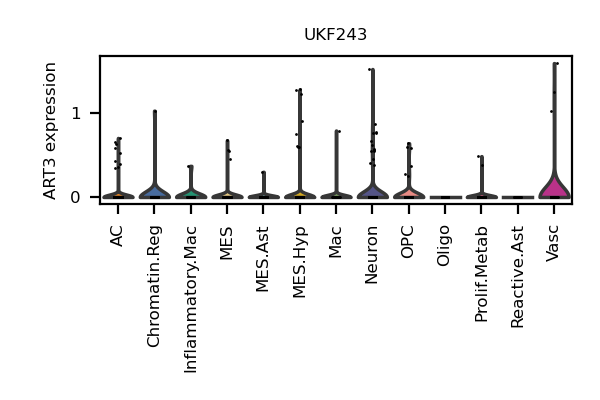 UKF243
ART3 expression
1
0
AC
Chromatin.Reg
Inflammatory.Mac
MES
MES.Ast
MES.Hyp
Mac
Neuron
OPC
Oligo
Prolif.Metab
Reactive.Ast
Vasc